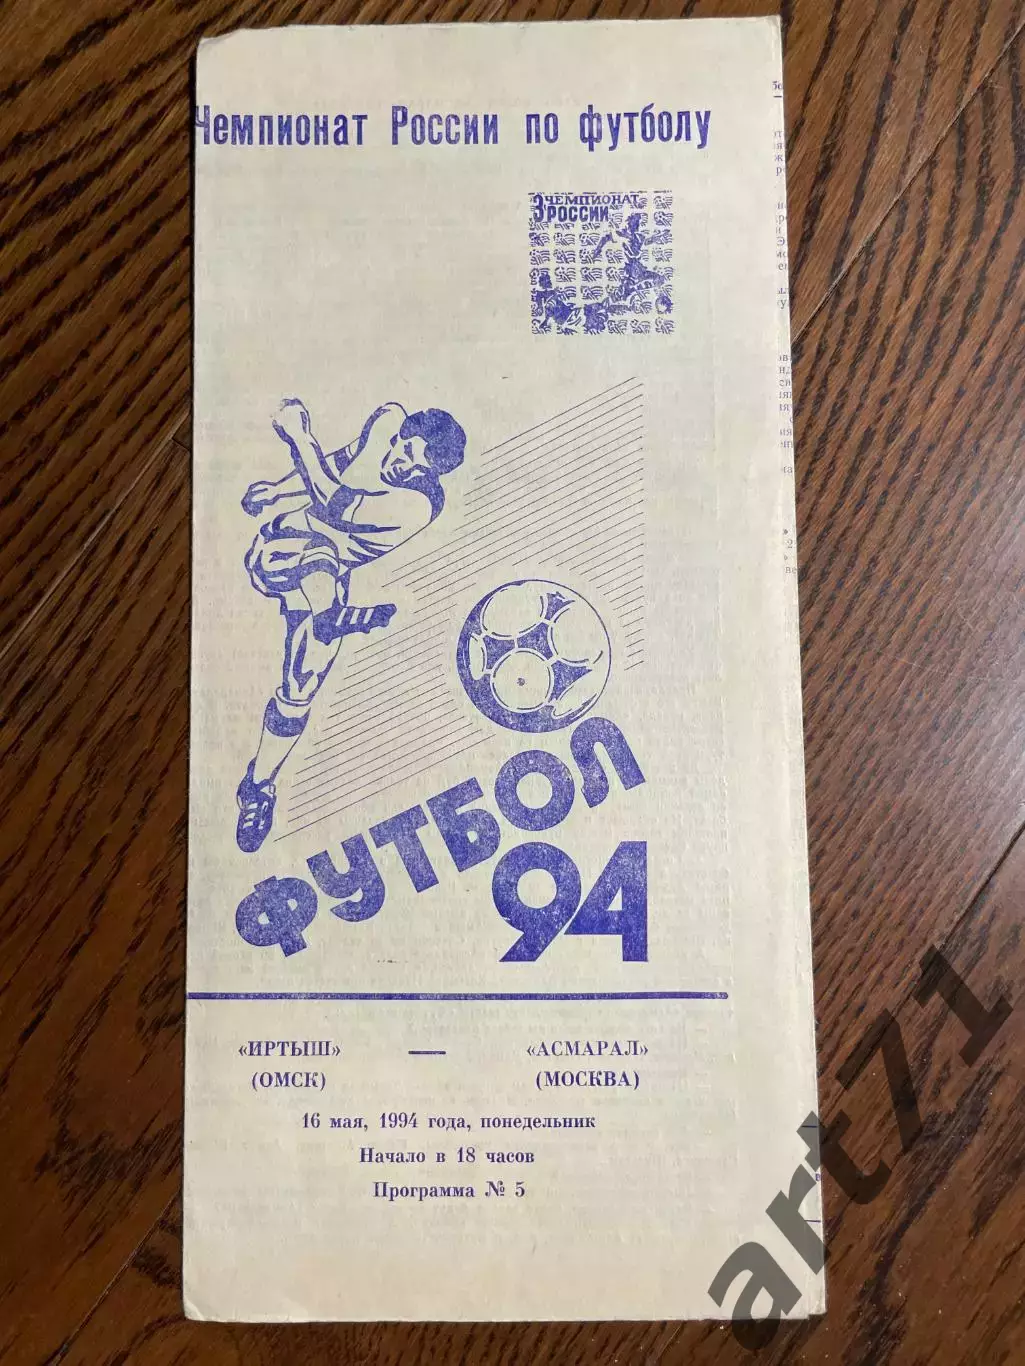 Чемпионат России по футболу
3 ЧЕМПИОНАТ
РОССИИ
ФУТБОЛ
94
«ИРТЫШ» — «АСМАРАЛ»
(ОМСК) (МОСКВА)
16 мая, 1994 года, понедельник
Начало в 18 часов
Программа № 5
art71